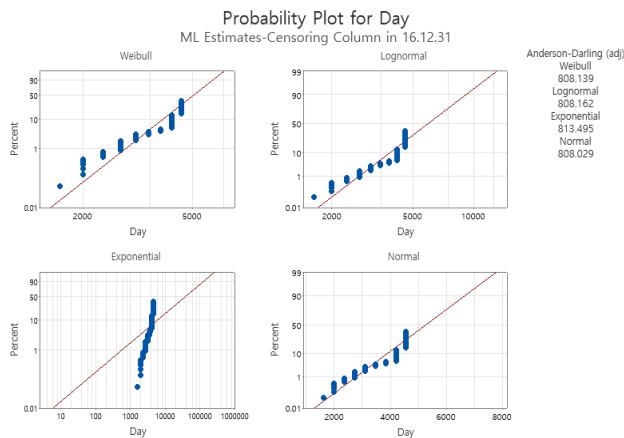 Probability Plot for Day
ML Estimates-Censoring Column in 16.12.31
Weibull
90
50
10
1
0.01
2000
5000
Percent
Day
Lognormal
99
90
50
10
1
0.01
2000
5000
10000
Percent
Day
Anderson-Darling (adj)
Weibull
808.139
Lognormal
808.162
Exponential
813.495
Normal
808.029
Exponential
90
50
10
1
0.01
10
100
1000
10000
100000
1000000
Percent
Day
Normal
99
90
50
10
1
0.01
2000
4000
6000
8000
Percent
Day